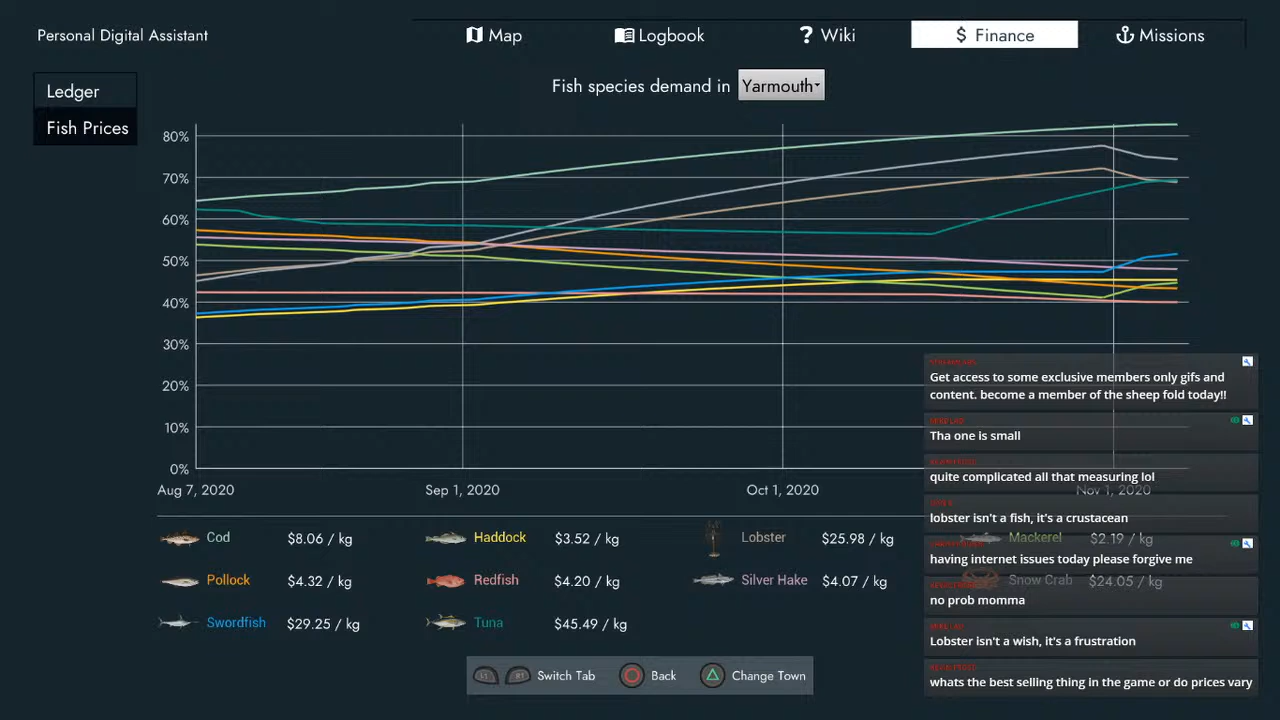 Personal Digital Assistant
Map
Logbook
? Wiki
$ Finance
Missions
Ledger
Fish Prices
Fish species demand in Yarmouth
80%
70%
60%
50%
40%
30%
20%
10%
0%
Aug 7, 2020
Sep 1, 2020
Oct 1, 2020
Nov 1, 2020
Cod $8.06 / kg
Haddock $3.52 / kg
Lobster $25.98 / kg
Mackerel $2.19 / kg
Pollock $4.32 / kg
Redfish $4.20 / kg
Silver Hake $4.07 / kg
Snow Crab $24.05 / kg
Swordfish $29.25 / kg
Tuna $45.49 / kg
L1 R1 Switch Tab
Back
Change Town
Get access to some exclusive members only gifs and
content. become a member of the sheep fold today!!
Tha one is small
quite complicated all that measuring lol
lobster isn't a fish, it's a crustacean
having internet issues today please forgive me
no prob momma
Lobster isn't a wish, it's a frustration
whats the best selling thing in the game or do prices vary